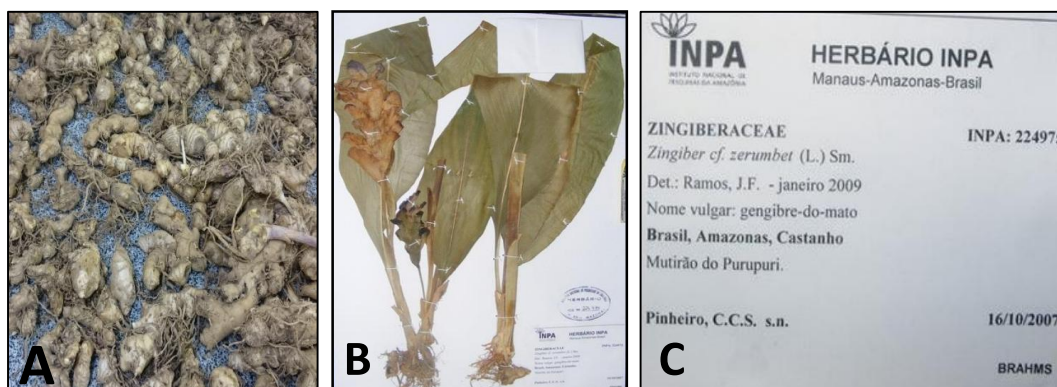 A
B
HERBÁRIO INPA
ZINGIBERACEAE
C
INPA
INSTITUTO NACIONAL DE
PESQUISAS DA AMAZÔNIA
HERBÁRIO INPA
Manaus-Amazonas-Brasil
ZINGIBERACEAE INPA: 22497
Zingiber cf. zerumbet (L.) Sm.
Det.: Ramos, J.F. - janeiro 2009
Nome vulgar: gengibre-do-mato
Brasil, Amazonas, Castanho
Mutirão do Purupuri.
Pinheiro, C.C.S. s.n. 16/10/2007
BRAHMS